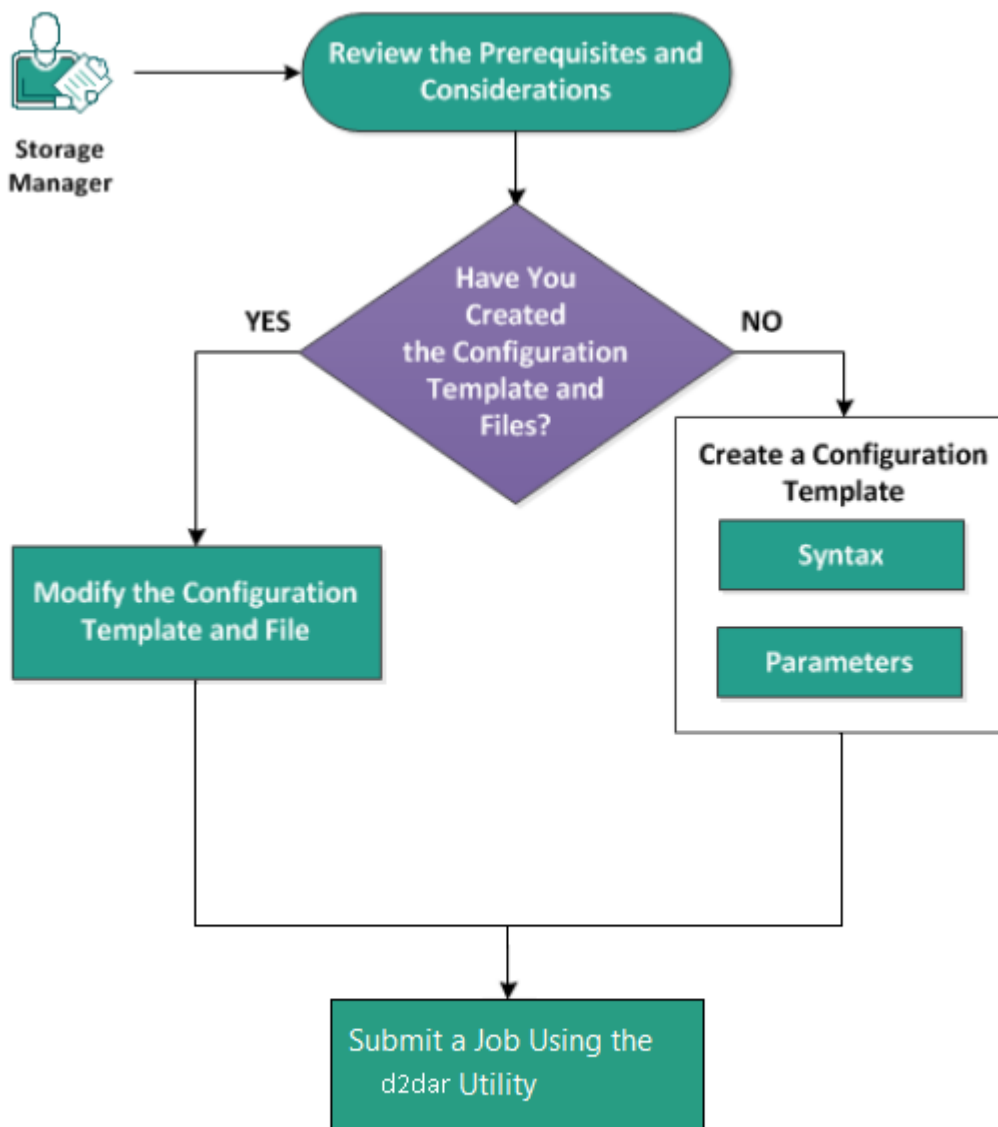 Storage
Manager
Review the Prerequisites and
Considerations
Have You
Created
the Configuration
Template and
Files?
YES
NO
Modify the Configuration
Template and File
Create a Configuration
Template
Syntax
Parameters
Submit a Job Using the
d2dar Utility